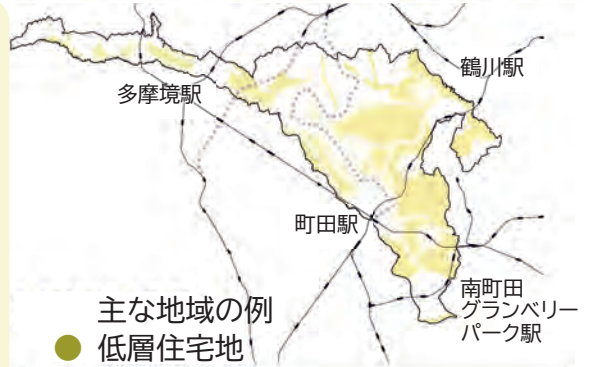 鶴川駅
多摩境駅
町田駅
南町田
グランベリー
パーク駅
主な地域の例
低層住宅地